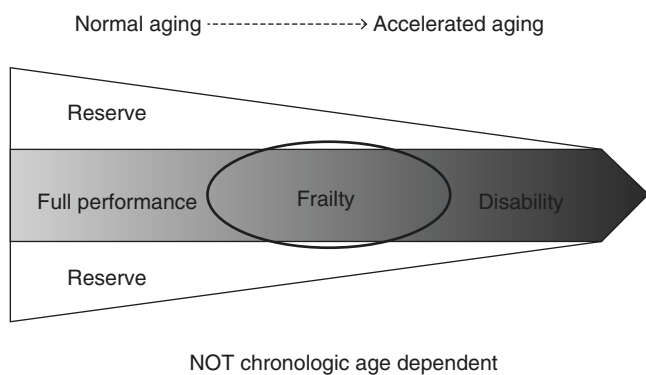 Normal aging Accelerated aging
Reserve
Full performance Frailty Disability
Reserve
NOT chronologic age dependent